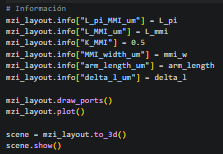 # Información
mzi_layout.info["L_pi_MMI_um"] = L_pi
mzi_layout.info["L_MMI_um"] = L_mmi
mzi_layout.info["K_MMI"] = 0.5
mzi_layout.info["MMI_width_um"] = mmi_w
mzi_layout.info["arm_length_um"] = arm_length
mzi_layout.info["delta_l_um"] = delta_l
mzi_layout.draw_ports()
mzi_layout.plot()
scene = mzi_layout.to_3d()
scene.show()